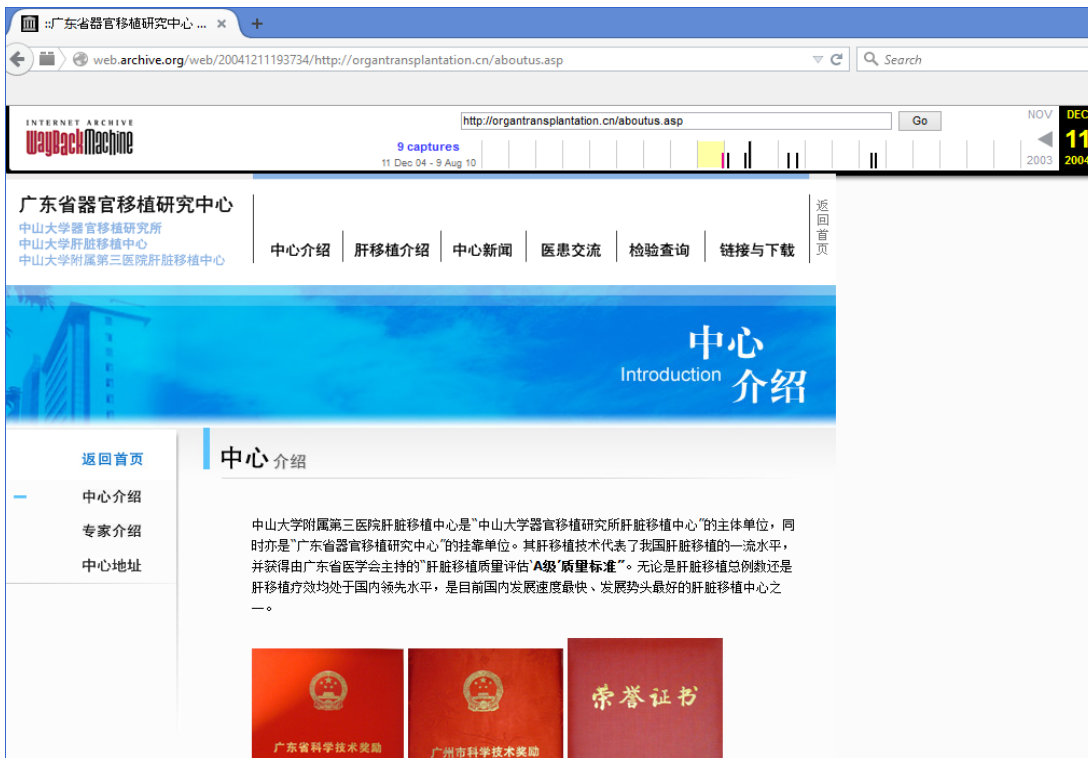 ::广东省器官移植研究中心 ...
web.archive.org/web/20041211193734/http://organtransplantation.cn/aboutus.asp
Search
INTERNET ARCHIVE
WayBackMachine
http://organtransplantation.cn/aboutus.asp
Go
9 captures
11 Dec 04 - 9 Aug 10
NOV
DEC
11
2003
2004
广东省器官移植研究中心
中山大学器官移植研究所
中山大学肝脏移植中心
中山大学附属第三医院肝脏移植中心
中心介绍
肝移植介绍
中心新闻
医患交流
检验查询
链接与下载
返回首页
中心
Introduction 介绍
返回首页
中心介绍
专家介绍
中心地址
中心 介绍
中山大学附属第三医院肝脏移植中心是"中山大学器官移植研究所肝脏移植中心"的主体单位，同
时亦是"广东省器官移植研究中心"的挂靠单位。其肝移植技术代表了我国肝脏移植的一流水平，
并获得由广东省医学会主持的"肝脏移植质量评估'A级'质量标准"。无论是肝脏移植总例数还是
肝移植疗效均处于国内领先水平，是目前国内发展速度最快、发展势头最好的肝脏移植中心之
一。
广东省科学技术奖励
广州市科学技术奖励
荣誉证书